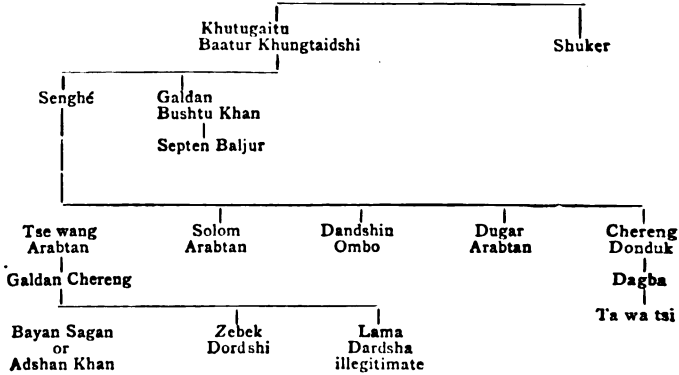 Khutugaitu
Baatur Khungtaidshi
Shuker
Senghé
Galdan
Bushtu Khan
Septen Baljur
Tse wang
Arabtan
Solom
Arabtan
Dandshin
Ombo
Dugar
Arabtan
Chereng
Donduk
Galdan Chereng
Dagba
Ta wa tsi
Bayan Sagan
or
Adshan Khan
Zebek
Dordshi
Lama
Dardsha
illegitimate